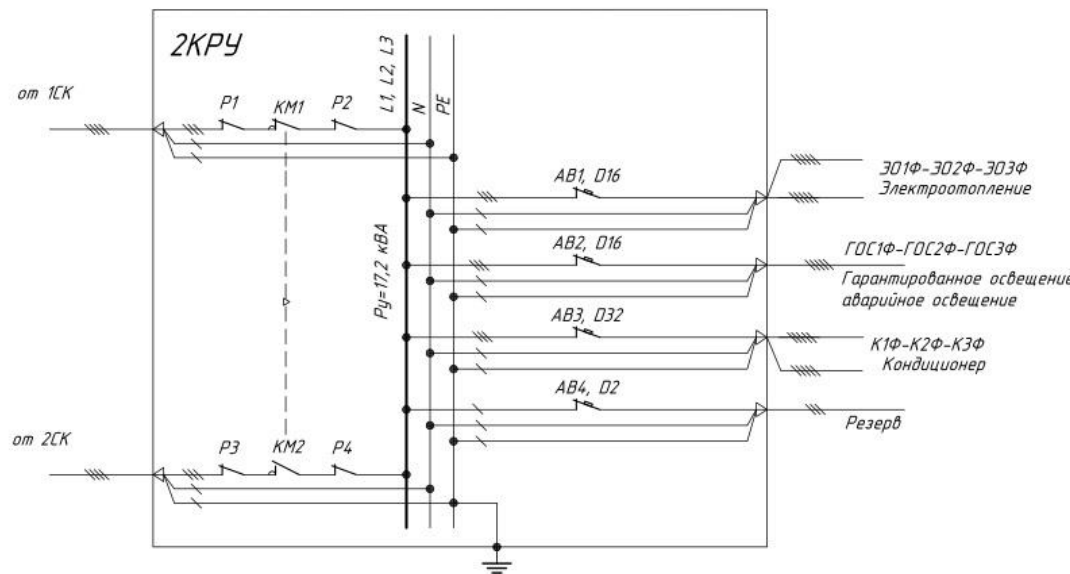 2КРУ
от 1СК
P1
KM1
P2
L1, L2, L3
N
PE
AB1, D16
ЭО1Ф-ЭО2Ф-ЭО3Ф
Электроотопление
AB2, D16
ГОС1Ф-ГОС2Ф-ГОС3Ф
Гарантированное освещение
аварийное освещение
Ру=17,2 кВА
AB3, D32
К1Ф-К2Ф-К3Ф
Кондиционер
AB4, D2
Резерв
от 2СК
P3
KM2
P4